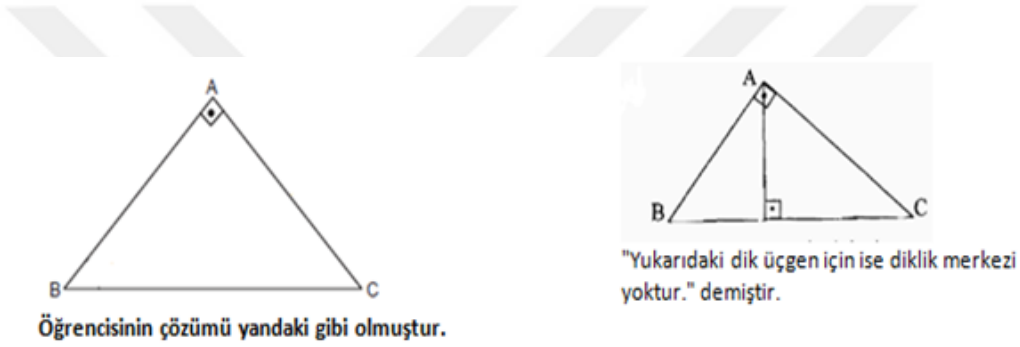 A
B
C
Öğrencisinin çözümü yandaki gibi olmuştur.
A
B
C
"Yukarıdaki dik üçgen için ise diklik merkezi
yoktur." demiştir.